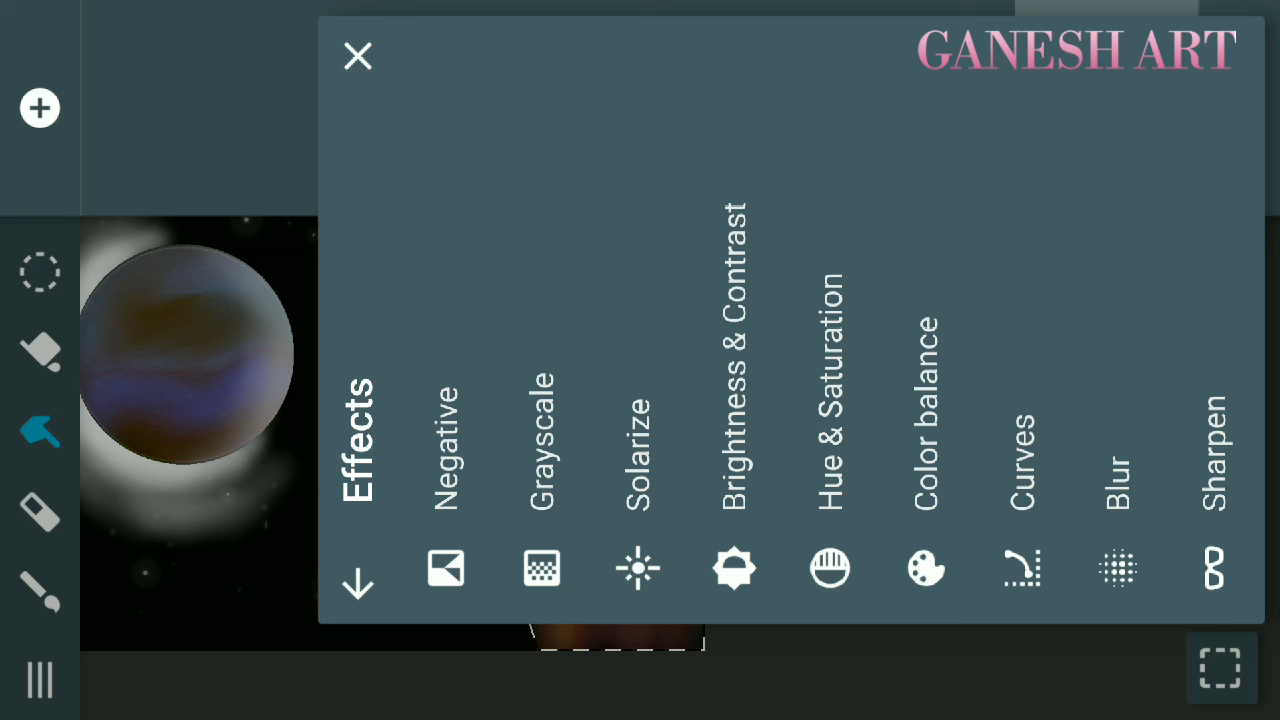 GANESH ART
Effects
Negative
Grayscale
Solarize
Brightness & Contrast
Hue & Saturation
Color balance
Curves
Blur
Sharpen